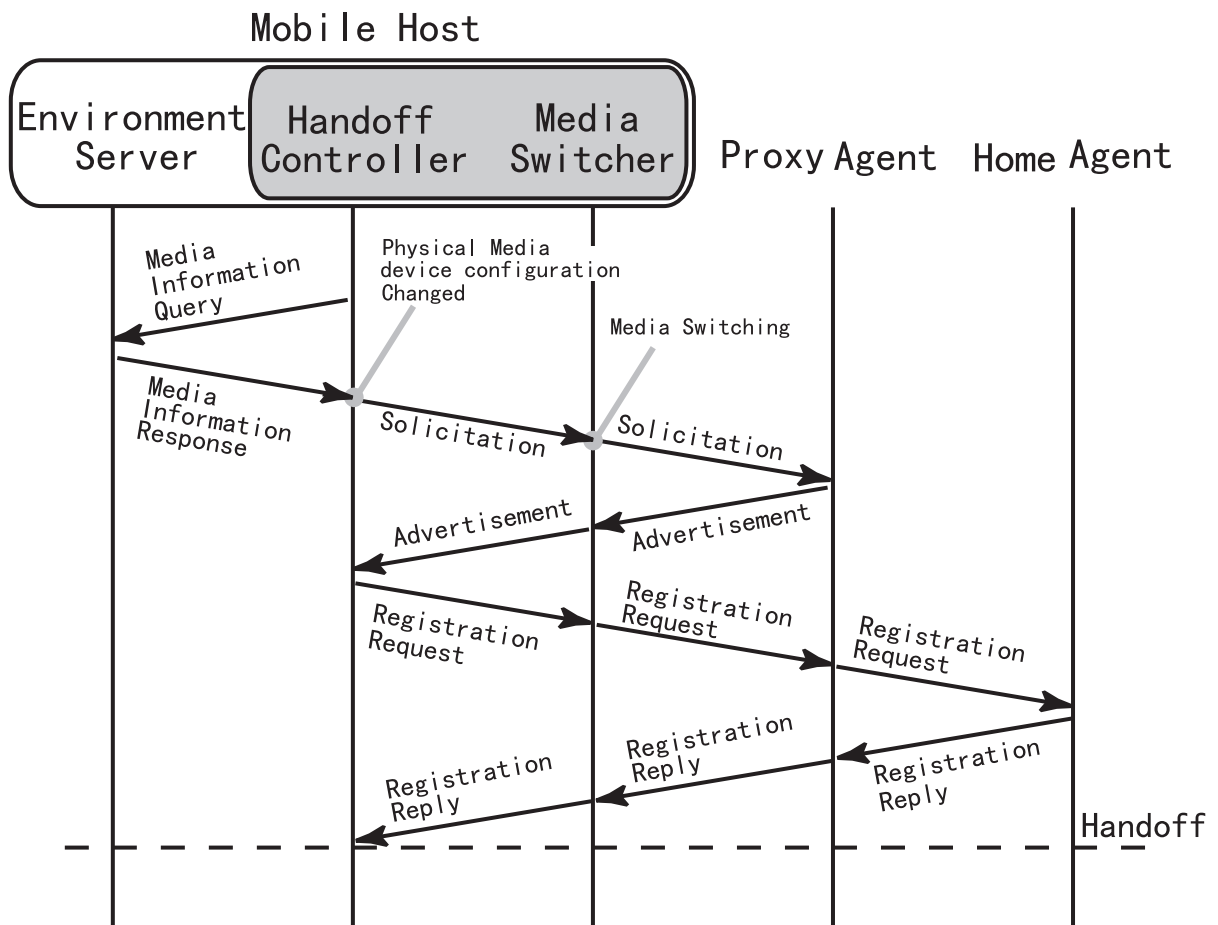 Mobile Host
Environment
Server
Handoff
Controller
Media
Switcher
Proxy Agent
Home Agent
Media
Information
Query
Physical Media
device configuration
Changed
Media Switching
Media
Information
Response
Solicitation
Solicitation
Advertisement
Advertisement
Registration
Request
Registration
Request
Registration
Request
Registration
Reply
Registration
Reply
Registration
Reply
Handoff